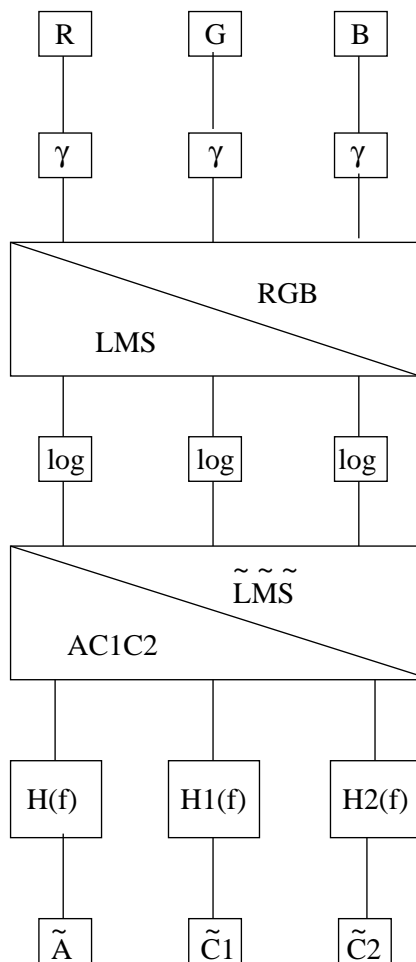 R G B
γ γ γ
RGB
LMS
log log log
L̃M̃S̃
AC1C2
H(f) H1(f) H2(f)
Ã C̃1 C̃2